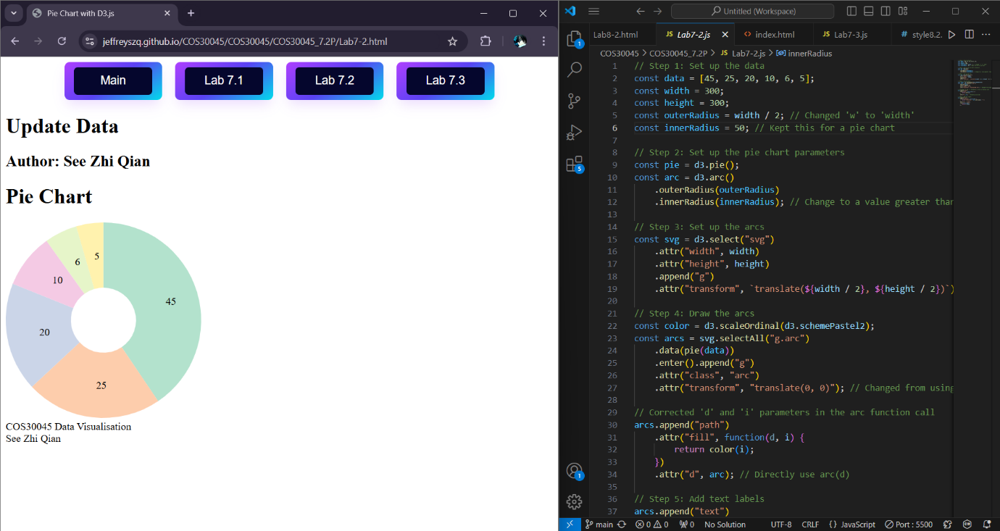 Pie Chart with D3.js
jeffreyszq.github.io/COS30045/COS30045/COS30045_7.2P/Lab7-2.html
Main
Lab 7.1
Lab 7.2
Lab 7.3
Update Data
Author: See Zhi Qian
Pie Chart
5
6
10
45
20
25
COS30045 Data Visualisation
See Zhi Qian
Untitled (Workspace)
Lab8-2.html
JS Lab7-2.js
<> index.html
JS Lab7-3.js
# style8.2.
COS30045 > COS30045_7.2P > JS Lab7-2.js > innerRadius
1 // Step 1: Set up the data
2 const data = [45, 25, 20, 10, 6, 5];
3 const width = 300;
4 const height = 300;
5 const outerRadius = width / 2; // Changed 'w' to 'width'
6 const innerRadius = 50; // Kept this for a pie chart
7
8 // Step 2: Set up the pie chart parameters
9 const pie = d3.pie();
10 const arc = d3.arc()
11 .outerRadius(outerRadius)
12 .innerRadius(innerRadius); // Change to a value greater than
13
14 // Step 3: Set up the arcs
15 const svg = d3.select("svg")
16 .attr("width", width)
17 .attr("height", height)
18 .append("g")
19 .attr("transform", `translate(${width / 2}, ${height / 2})`)
20
21 // Step 4: Draw the arcs
22 const color = d3.scaleOrdinal(d3.schemePastel2);
23 const arcs = svg.selectAll("g.arc")
24 .data(pie(data))
25 .enter().append("g")
26 .attr("class", "arc")
27 .attr("transform", "translate(0, 0)"); // Changed from using
28
29 // Corrected 'd' and 'i' parameters in the arc function call
30 arcs.append("path")
31 .attr("fill", function(d, i) {
32 return color(i);
33 })
34 .attr("d", arc); // Directly use arc(d)
35
36 // Step 5: Add text labels
37 arcs.append("text")
1
5
1
main
0
0
0
No Solution
UTF-8
CRLF
{} JavaScript
Port : 5500